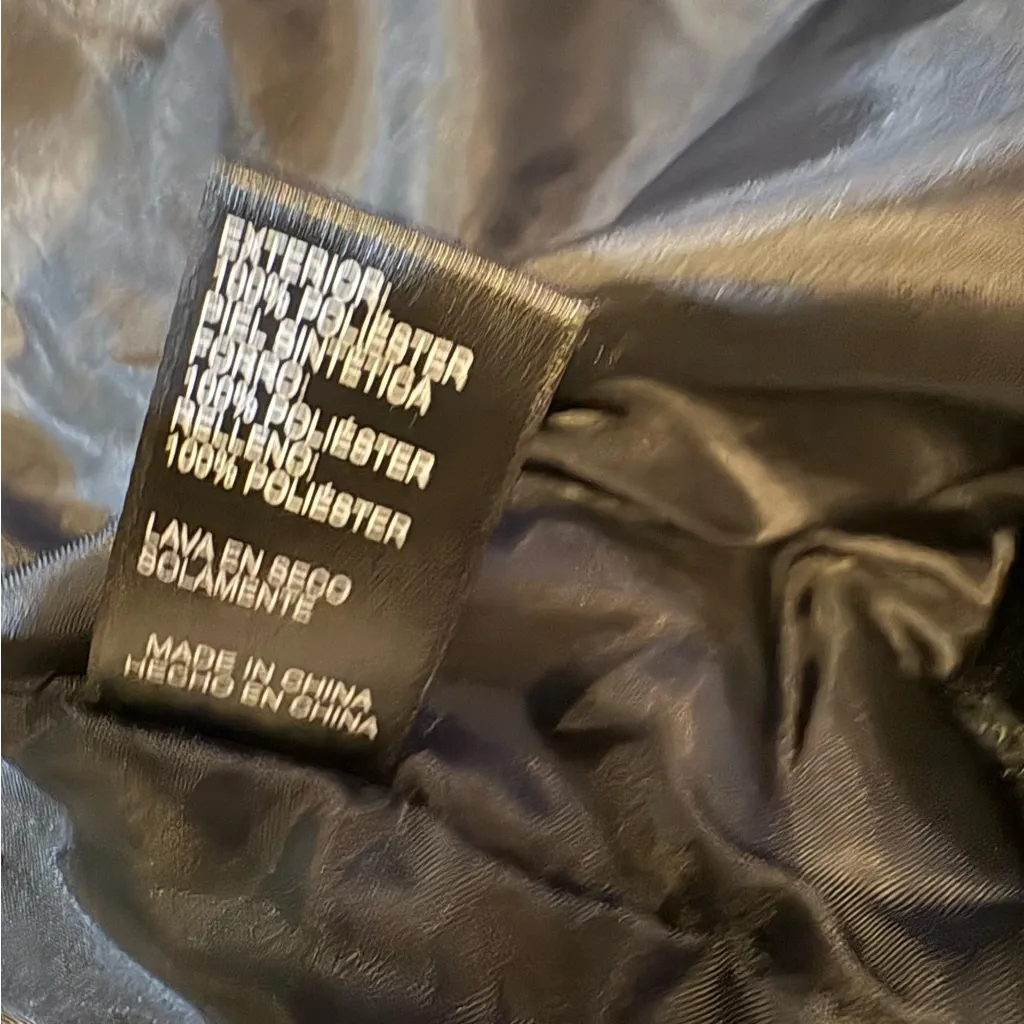 EXTERIOR:
100% POLIÉSTER
PIEL SINTETICA
FORRO:
100% POLIÉSTER
RELLENO:
100% POLIÉSTER
LAVA EN SECO
SOLAMENTE
MADE IN CHINA
HECHO EN CHINA